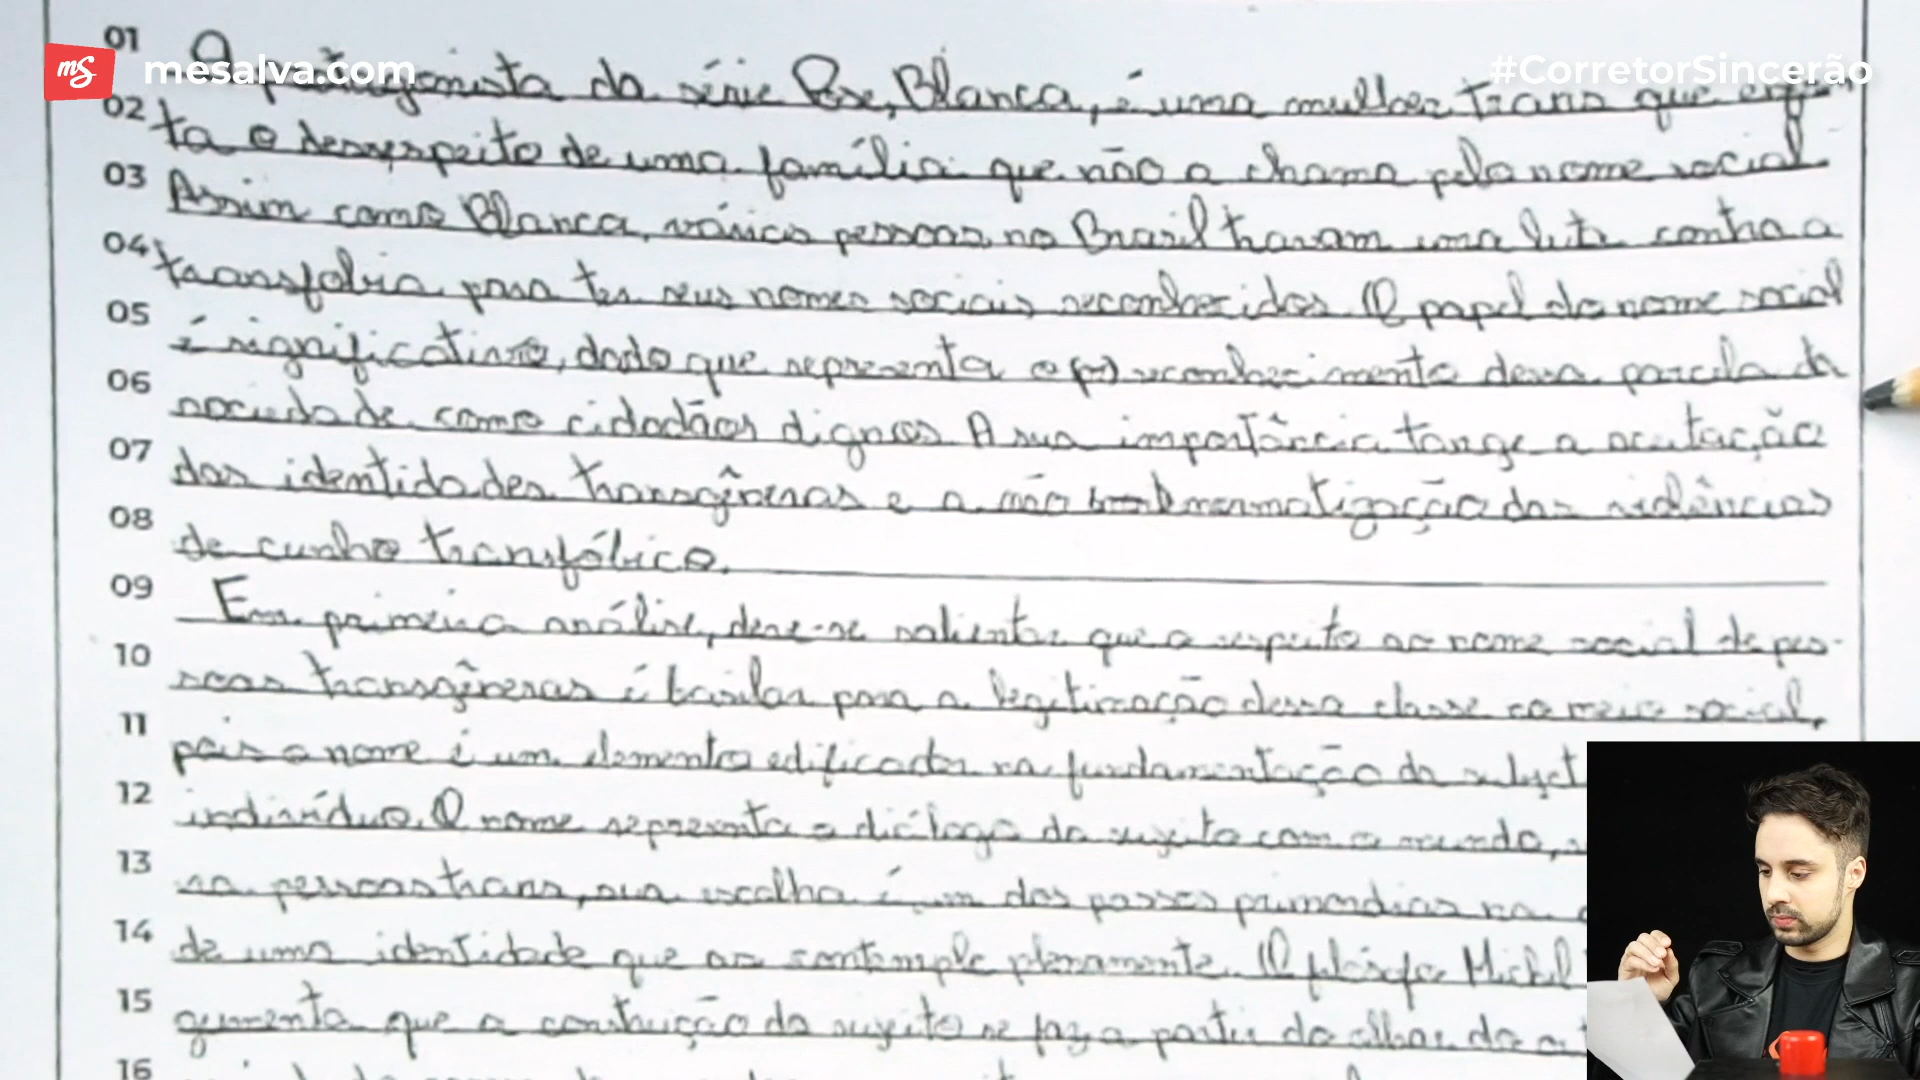 01
mesalva.com
#CorretorSincerão
A protagonista da série Pose, Blanca, é uma mulher trans que
02
ta o desrespeito de uma família que não a chama pelo nome social
03
Assim como Blanca, várias pessoas no Brasil travam uma luta contra a
04
transfobia para ter seus nomes sociais reconhecidos. O papel do nome social
05
é significativo, dado que representa o reconhecimento dessa parcela da
06
sociedade como cidadãos dignos. A sua importância tange a aceitação
07
das identidades transgêneras e a não normatização das violências
08
de cunho transfóbico.
09
Em primeira análise, deve-se salientar que o respeito ao nome social de pes-
10
soas transgêneras é basilar para a legitimação dessa classe no meio social,
11
pois o nome é um elemento edificador na fundamentação da
12
indivíduo. O nome representa o diálogo do sujeito com o mundo,
13
pessoas trans, sua escolha é um dos passos primordiais na
14
de uma identidade que as contemple plenamente. O filósofo Michel
15
gumenta que a construção do sujeito se faz a partir do olhar do
16